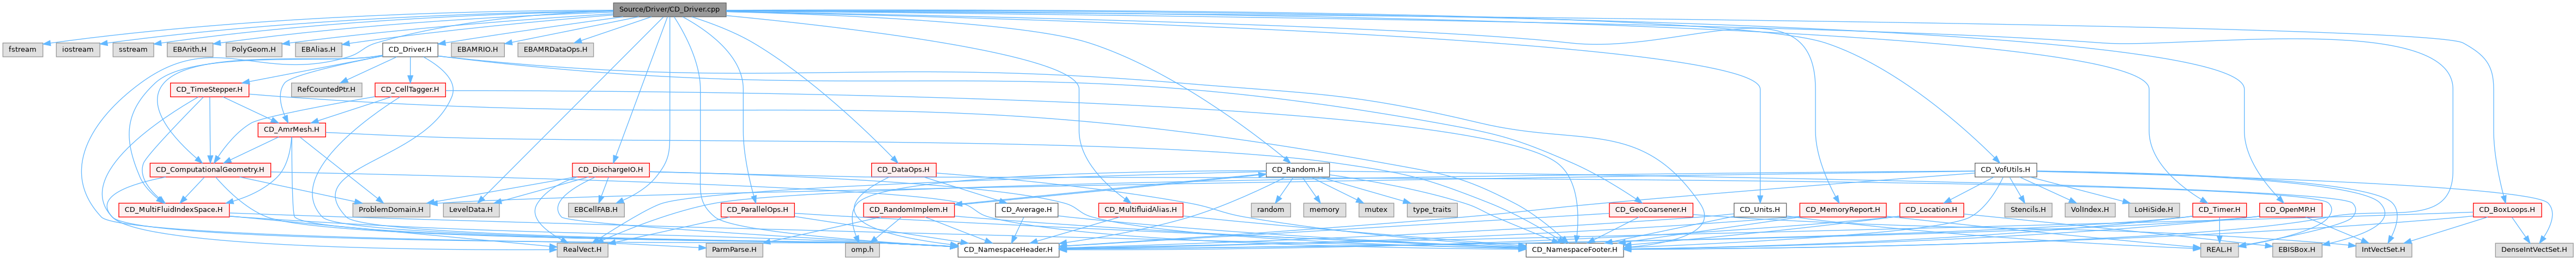 Source/Driver/CD_Driver.cpp
fstream
iostream
sstream
EBArith.H
PolyGeom.H
EBAlias.H
CD_Driver.H
EBAMRIO.H
EBAMRDataOps.H
CD_TimeStepper.H
RefCountedPtr.H
CD_CellTagger.H
CD_AmrMesh.H
CD_ComputationalGeometry.H
CD_DischargeIO.H
CD_DataOps.H
CD_Random.H
CD_VofUtils.H
CD_MultiFluidIndexSpace.H
ProblemDomain.H
LevelData.H
EBCellFAB.H
CD_ParallelOps.H
CD_RandomImplem.H
CD_Average.H
CD_MultifluidAlias.H
random
memory
mutex
type_traits
CD_GeoCoarsener.H
CD_Units.H
CD_MemoryReport.H
CD_Location.H
Stencils.H
VolIndex.H
LoHiSide.H
CD_Timer.H
CD_OpenMP.H
CD_BoxLoops.H
RealVect.H
ParmParse.H
omp.h
CD_NamespaceHeader.H
CD_NamespaceFooter.H
REAL.H
EBISBox.H
IntVectSet.H
DenseIntVectSet.H